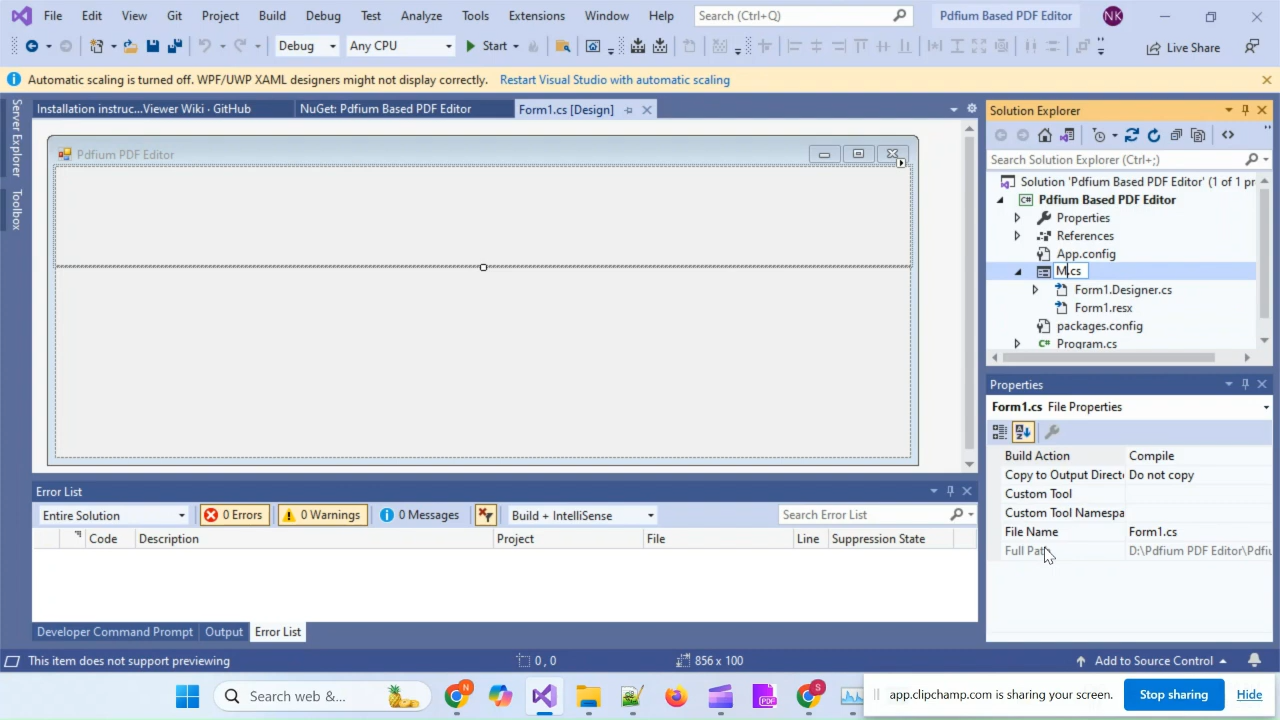 File Edit View Git Project Build Debug Test Analyze Tools Extensions Window Help Search (Ctrl+Q) Pdfium Based PDF Editor NK
Debug Any CPU Start Live Share
Automatic scaling is turned off. WPF/UWP XAML designers might not display correctly. Restart Visual Studio with automatic scaling
Server Explorer
Toolbox
Installation instruc...Viewer Wiki · GitHub NuGet: Pdfium Based PDF Editor Form1.cs [Design]
Pdfium PDF Editor
Solution Explorer
Search Solution Explorer (Ctrl+;)
Solution 'Pdfium Based PDF Editor' (1 of 1 pr
C# Pdfium Based PDF Editor
Properties
References
App.config
M.cs
Form1.Designer.cs
Form1.resx
packages.config
C# Program.cs
Properties
Form1.cs File Properties
Build Action Compile
Copy to Output Directo Do not copy
Custom Tool
Custom Tool Namespa
File Name Form1.cs
Full Pat D:\Pdfium PDF Editor\Pdfiu
Error List
Entire Solution 0 Errors 0 Warnings 0 Messages Build + IntelliSense Search Error List
Code Description Project File Line Suppression State
Developer Command Prompt Output Error List
This item does not support previewing 0 , 0 856 x 100 Add to Source Control
Search web &... N PDF S app.clipchamp.com is sharing your screen. Stop sharing Hide